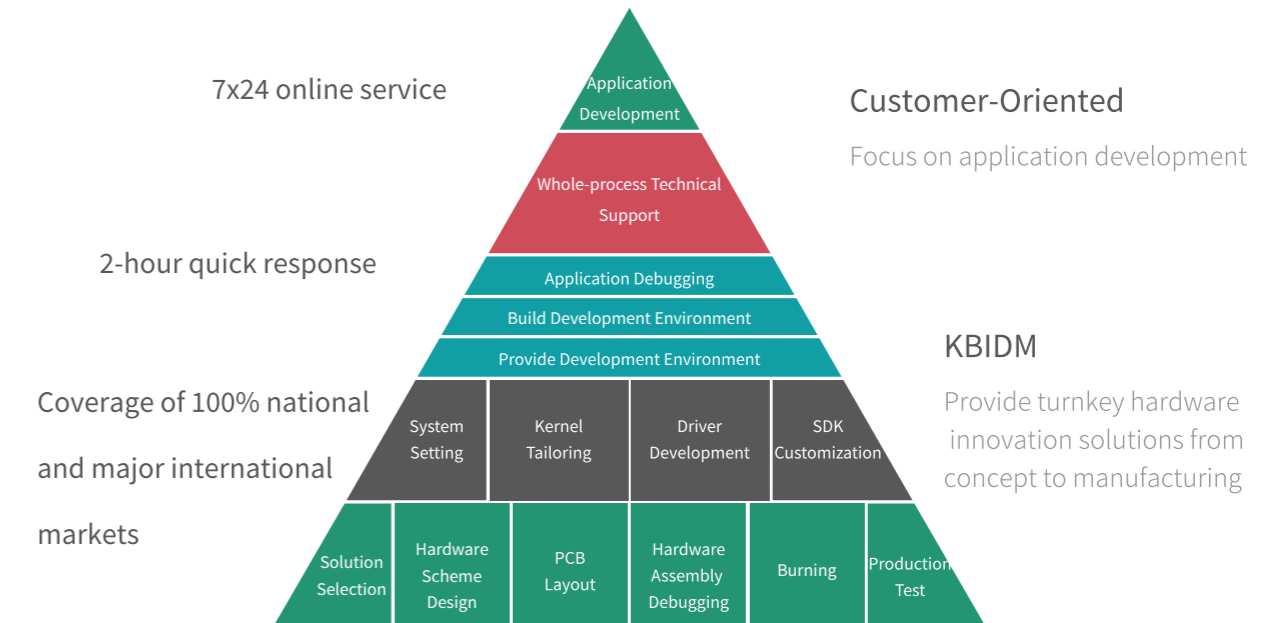 7x24 online service
2-hour quick response
Coverage of 100% national
and major international
markets
Application
Development
Whole-process Technical
Support
Application Debugging
Build Development Environment
Provide Development Environment
System
Setting
Kernel
Tailoring
Driver
Development
SDK
Customization
Solution
Selection
Hardware
Scheme
Design
PCB
Layout
Hardware
Assembly
Debugging
Burning
Production
Test
Customer-Oriented
Focus on application development
KBIDM
Provide turnkey hardware
innovation solutions from
concept to manufacturing